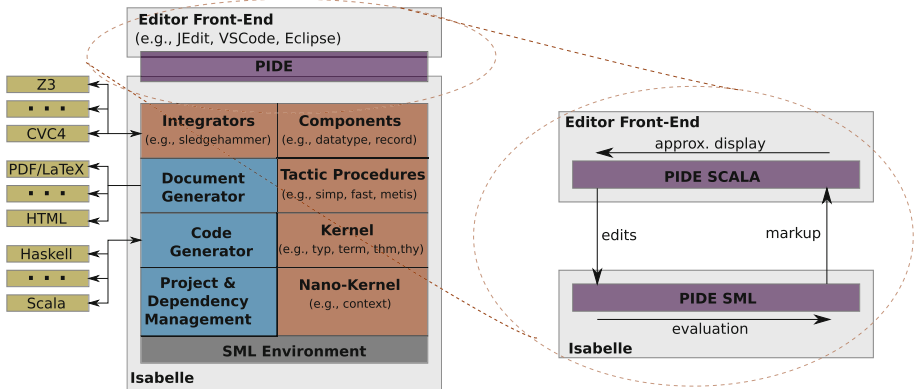 Editor Front-End
(e.g., JEdit, VSCode, Eclipse)
PIDE
Z3
...
CVC4
PDF/LaTeX
...
HTML
Haskell
...
Scala
Integrators
(e.g., sledgehammer)
Components
(e.g., datatype, record)
Document
Generator
Tactic Procedures
(e.g., simp, fast, metis)
Code
Generator
Kernel
(e.g., typ, term, thm,thy)
Project &
Dependency
Management
Nano-Kernel
(e.g., context)
SML Environment
Isabelle
Editor Front-End
approx. display
PIDE SCALA
edits
markup
PIDE SML
evaluation
Isabelle